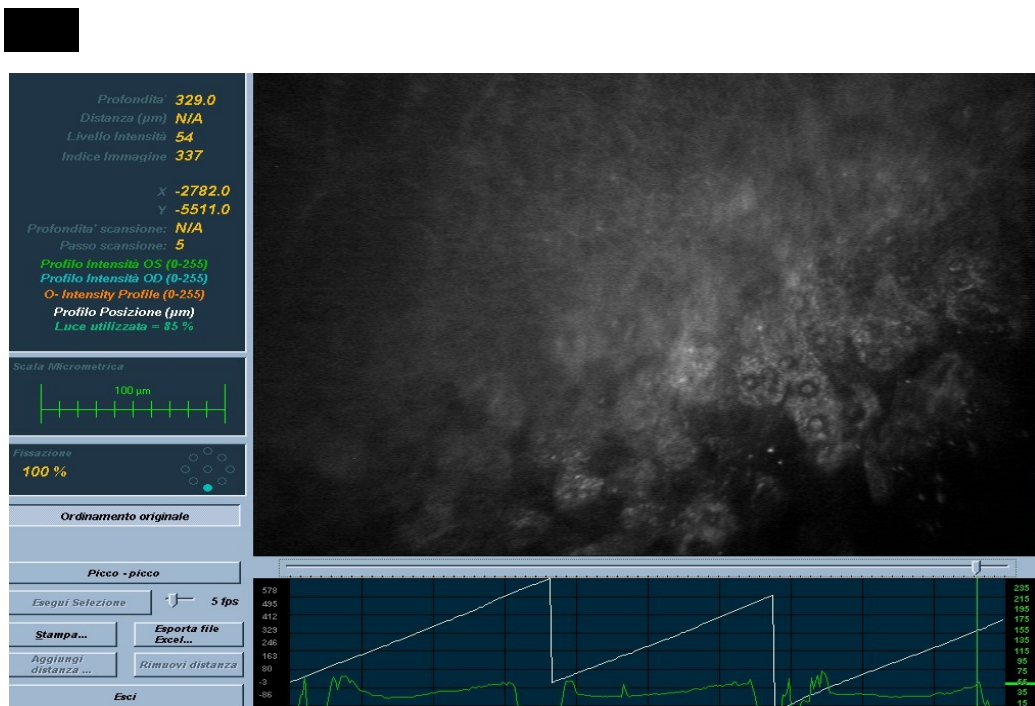 Profondita' 329.0
Distanza (µm) N/A
Livello Intensità 54
Indice Immagine 337
X -2782.0
Y -5511.0
Profondita' scansione: N/A
Passo scansione: 5
Profilo Intensità OS (0-255)
Profilo Intensità OD (0-255)
O- Intensity Profile (0-255)
Profilo Posizione (µm)
Luce utilizzata = 85 %
Scala Micrometrica
100 µm
Fissazione
100 %
Ordinamento originale
Picco - picco
Esegui Selezione
5 fps
Stampa...
Esporta file
Excel...
Aggiungi
distanza ...
Rimuovi distanza
Esci
578
495
412
329
246
163
80
-3
-86
235
215
195
175
155
135
115
95
75
55
35
15